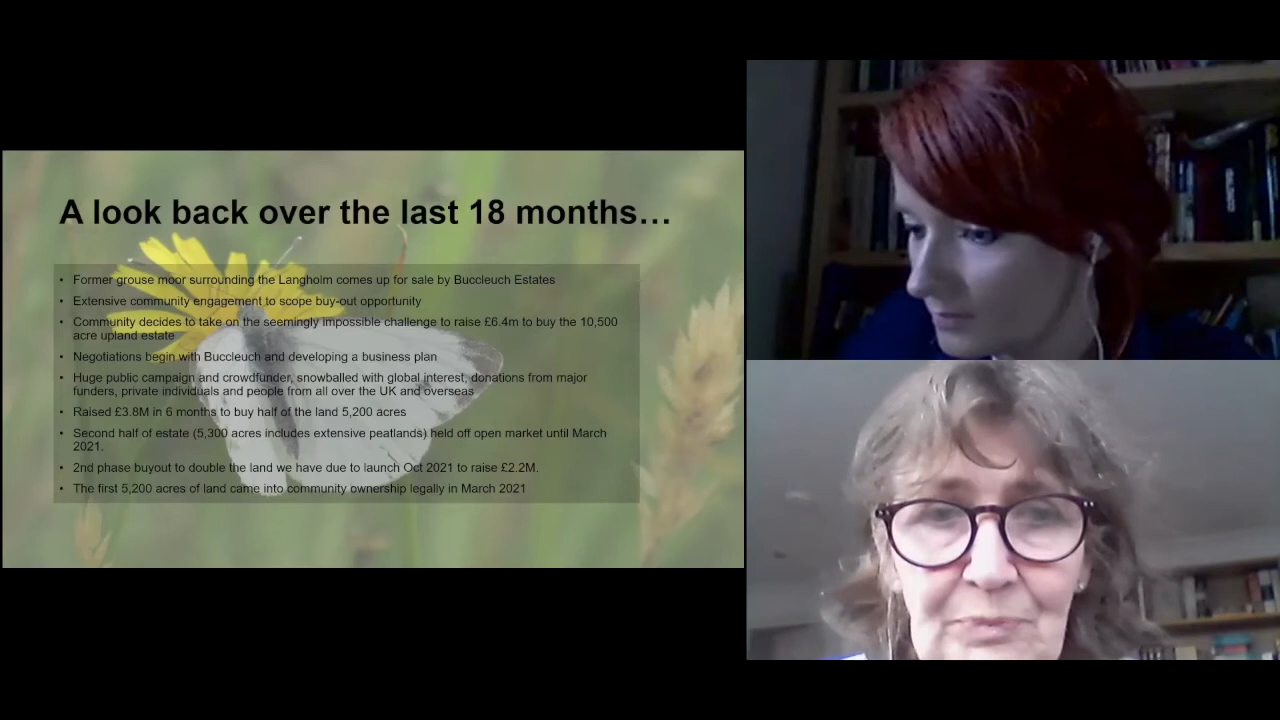 A look back over the last 18 months…
• Former grouse moor surrounding the Langholm comes up for sale by Buccleuch Estates
• Extensive community engagement to scope buy-out opportunity
• Community decides to take on the seemingly impossible challenge to raise £6.4m to buy the 10,500
acre upland estate
• Negotiations begin with Buccleuch and developing a business plan
• Huge public campaign and crowdfunder, snowballed with global interest, donations from major
funders, private individuals and people from all over the UK and overseas
• Raised £3.8M in 6 months to buy half of the land 5,200 acres
• Second half of estate (5,300 acres includes extensive peatlands) held off open market until March
2021.
• 2nd phase buyout to double the land we have due to launch Oct 2021 to raise £2.2M.
• The first 5,200 acres of land came into community ownership legally in March 2021